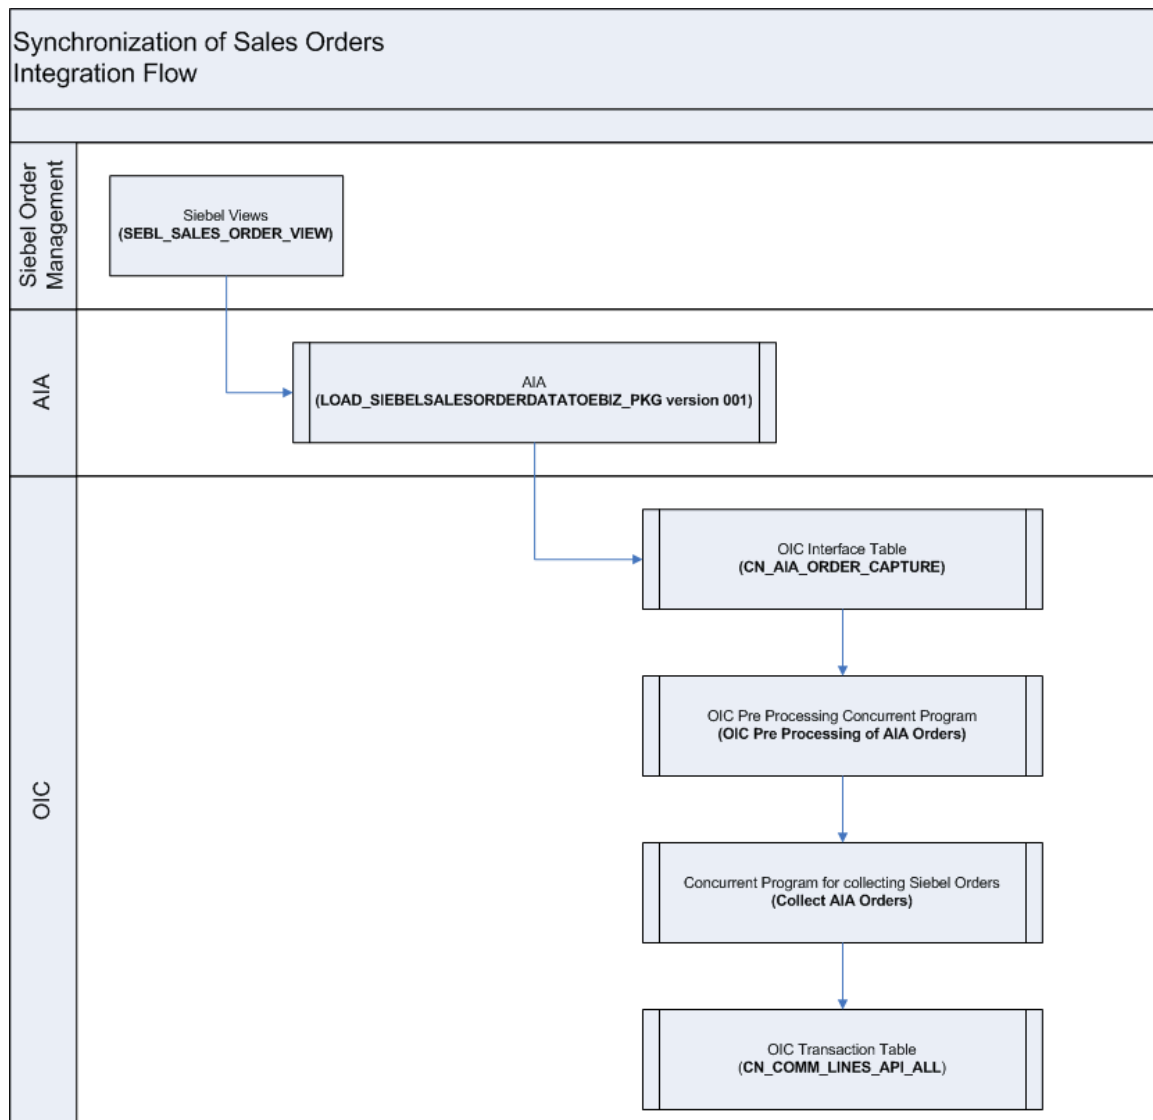 Synchronization of Sales Orders
Integration Flow
Siebel Order
Management
Siebel Views
(SEBL_SALES_ORDER_VIEW)
AIA
AIA
(LOAD_SIEBELSALESORDERDATATOEBIZ_PKG version 001)
OIC
OIC Interface Table
(CN_AIA_ORDER_CAPTURE)
OIC Pre Processing Concurrent Program
(OIC Pre Processing of AIA Orders)
Concurrent Program for collecting Siebel Orders
(Collect AIA Orders)
OIC Transaction Table
(CN_COMM_LINES_API_ALL)